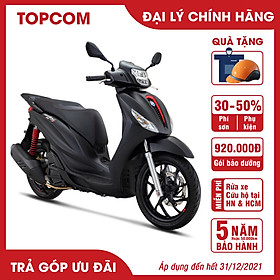 TOPCOM
ĐẠI LÝ CHÍNH HÃNG
QUÀ TẶNG
30-50%
Phí sơn
Phụ kiện
920.000Đ
Gói bảo dưỡng
MIỄN PHÍ
Rửa xe
Cứu hộ tại
HN & HCM
5 NĂM
BẢO HÀNH
TRẢ GÓP ƯU ĐÃI
Áp dụng đến hết 31/12/2021